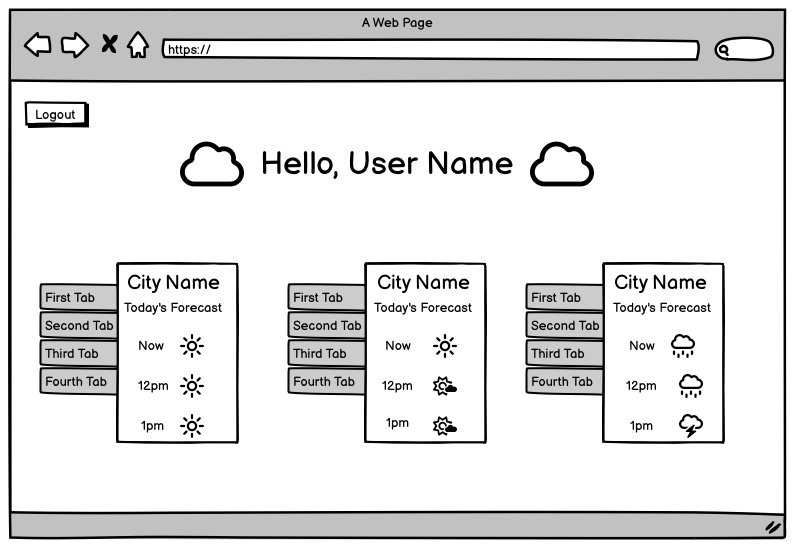 A Web Page
https://
Logout
Hello, User Name
City Name
Today's Forecast
First Tab
Second Tab
Third Tab
Fourth Tab
Now
12pm
1pm
City Name
Today's Forecast
First Tab
Second Tab
Third Tab
Fourth Tab
Now
12pm
1pm
City Name
Today's Forecast
First Tab
Second Tab
Third Tab
Fourth Tab
Now
12pm
1pm